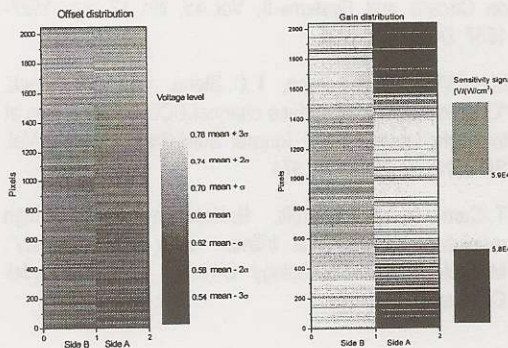 Offset distribution
2000
1800
1600
1400
1200
1000
800
600
400
200
0
Pixels
0
1
2
Side B
Side A
Voltage level
0.78 mean + 3σ
0.74 mean + 2σ
0.70 mean + σ
0.66 mean
0.62 mean - σ
0.58 mean - 2σ
0.54 mean - 3σ
Gain distribution
2000
1800
1600
1400
1200
1000
800
600
400
200
0
Pixels
0
1
2
Side B
Side A
Sensitivity signal
5.9E4
5.8E4